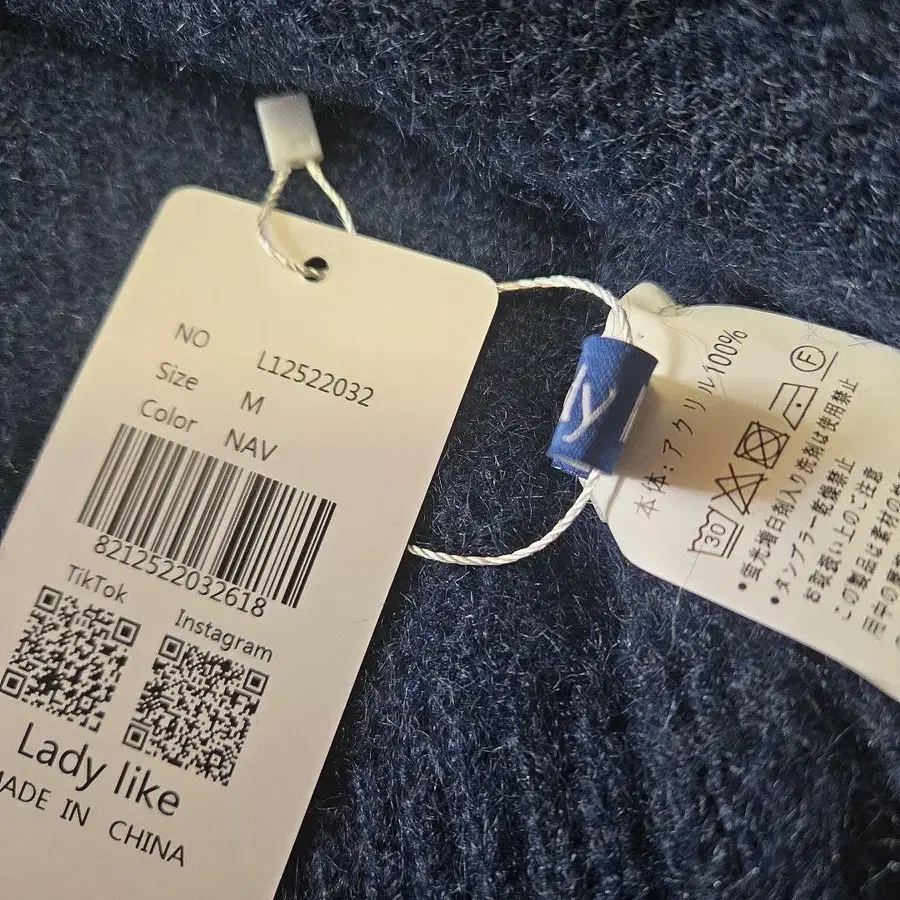 NO L12522032
Size M
Color NAV
8212522032618
TikTok Instagram
Lady like
MADE IN CHINA
本体:アクリル100%
30 F
•蛍光増白剤入り洗剤は使用禁止
•タンブラー乾燥禁止
お取扱い上のご注意
この製品は素材の